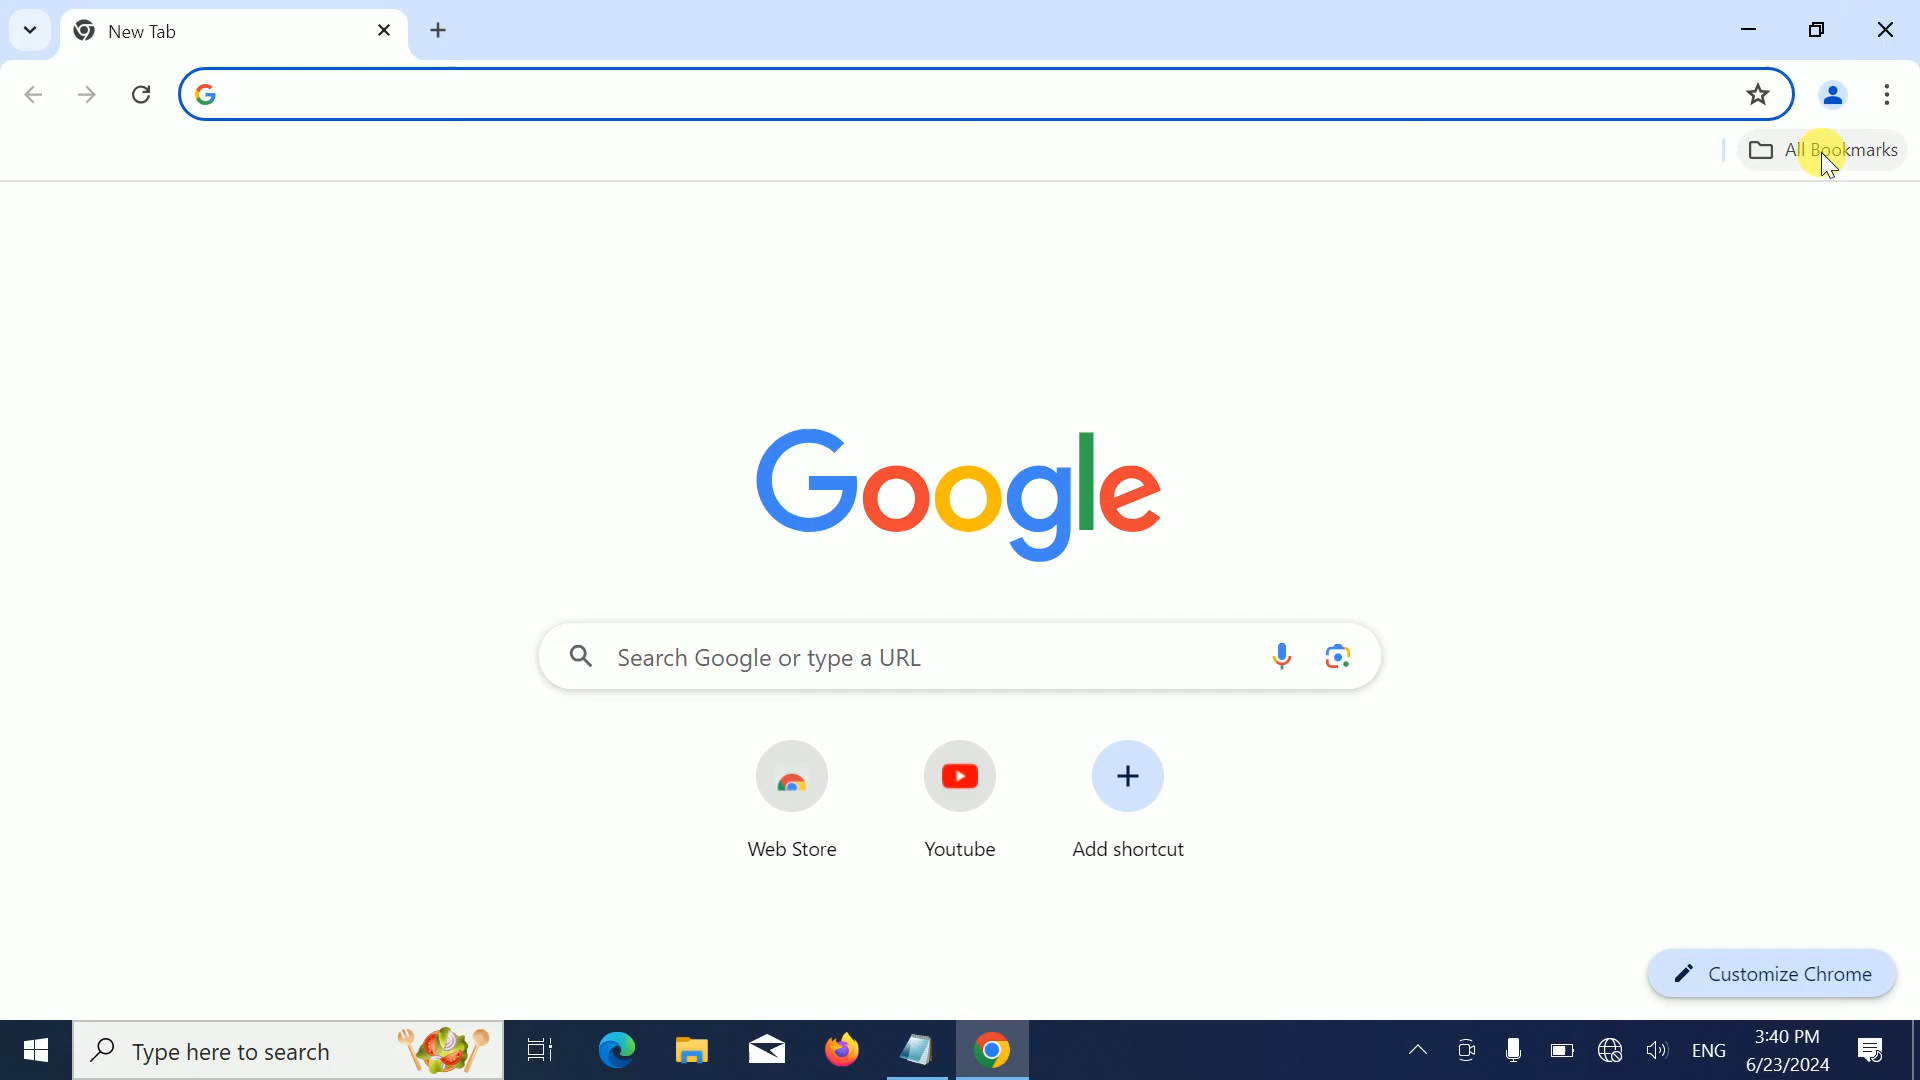 New Tab
All Bookmarks
Google
Search Google or type a URL
Web Store
Youtube
Add shortcut
Customize Chrome
Type here to search
ENG
3:40 PM
6/23/2024